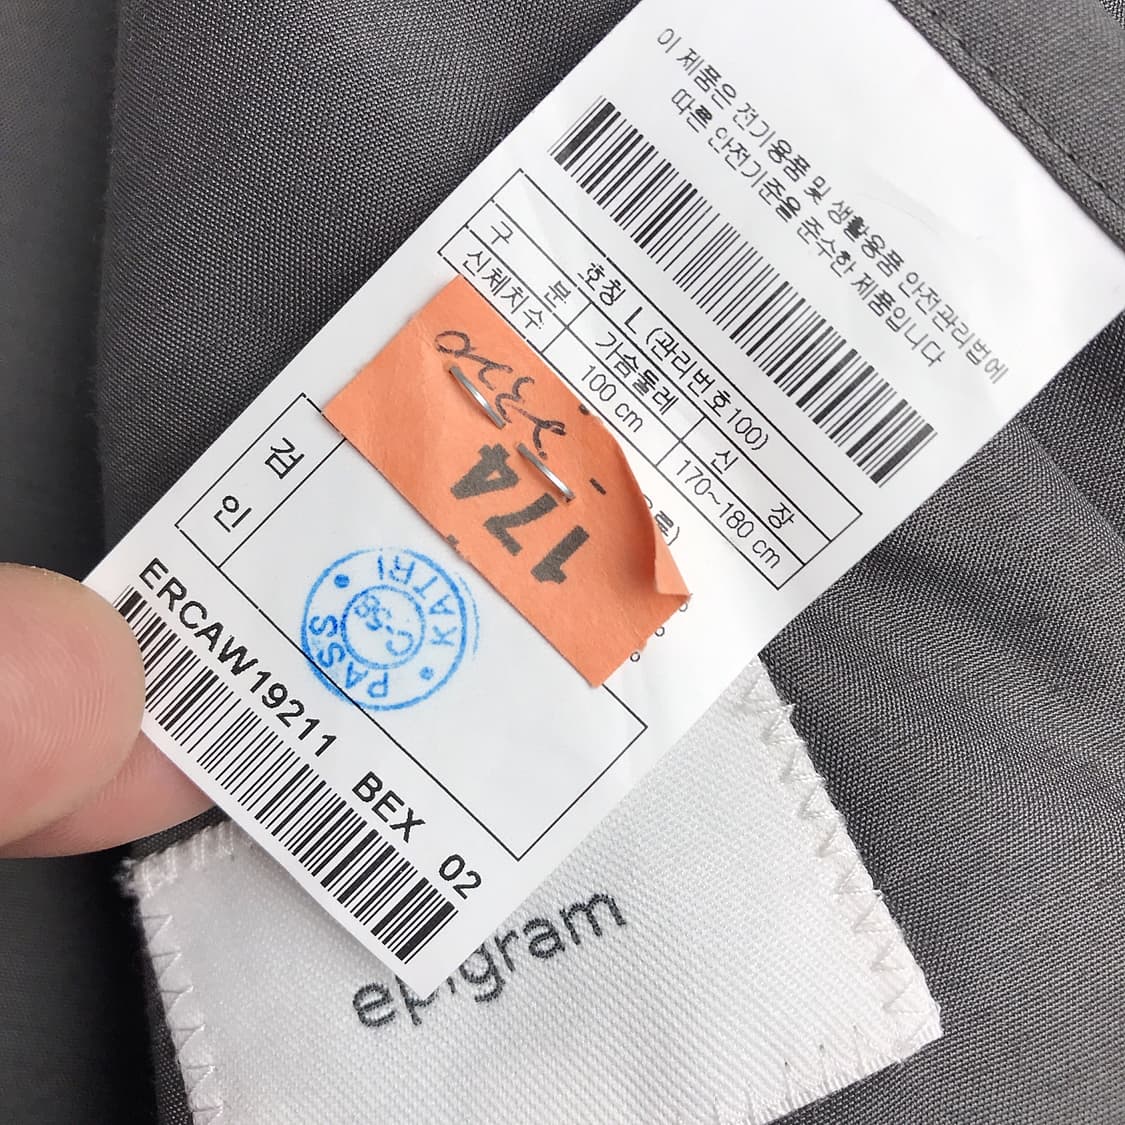 이 제품은 전기용품 및 생활용품 안전관리법에
따른 안전기준을 준수한 제품입니다
구 분 호칭 L (관리번호100)
신체치수 가슴둘레 신 장
100 cm 170~180 cm
로)
%
%
174
검
인
PASS KATRI
C-58
ERCAW19211 BEX 02
epigram